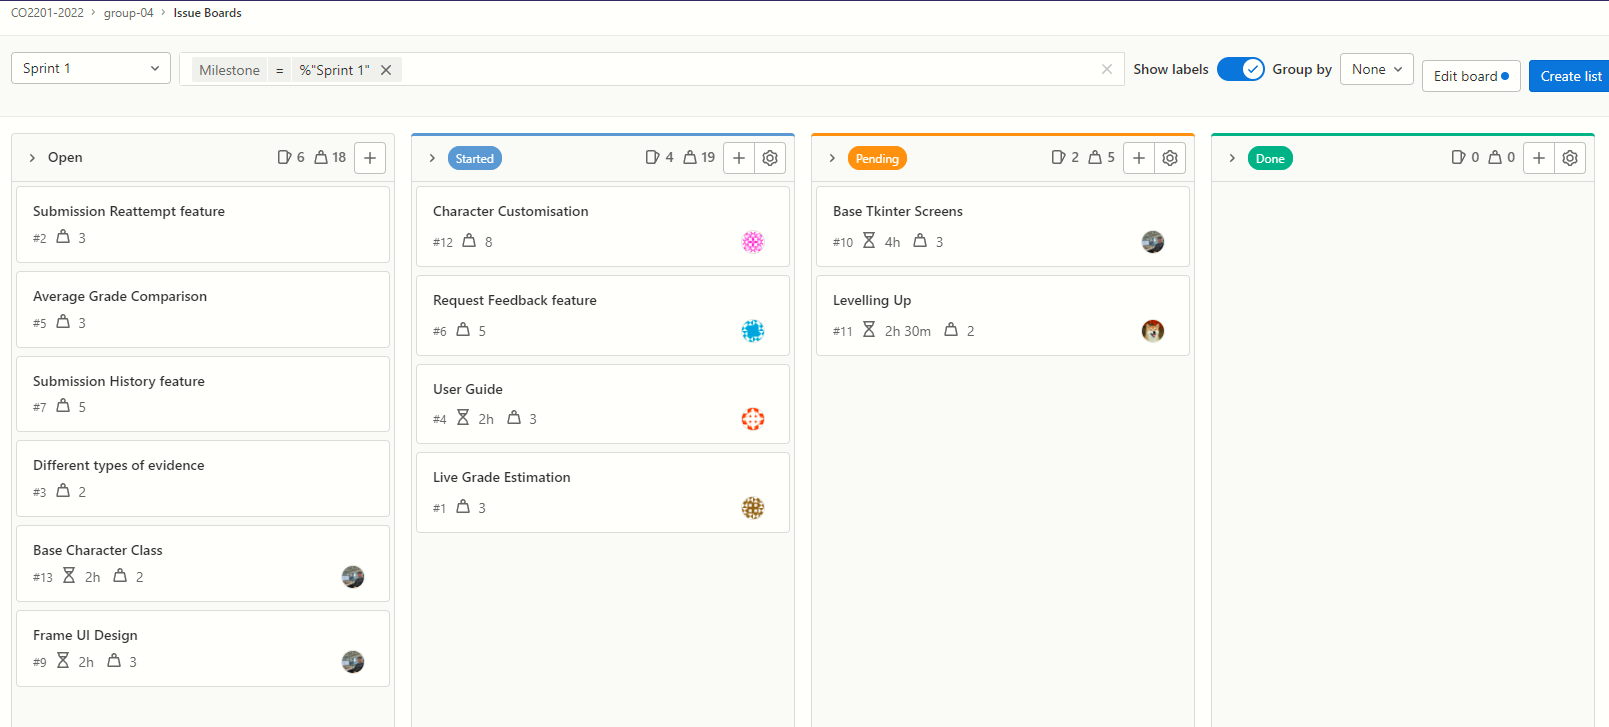 CO2201-2022 > group-04 > Issue Boards
Sprint 1
Milestone = %"Sprint 1"
Show labels
Group by
None
Edit board
Create list
Open 6 18
Submission Reattempt feature
#2 3
Average Grade Comparison
#5 3
Submission History feature
#7 5
Different types of evidence
#3 2
Base Character Class
#13 2h 2
Frame UI Design
#9 2h 3
Started 4 19
Character Customisation
#12 8
Request Feedback feature
#6 5
User Guide
#4 2h 3
Live Grade Estimation
#1 3
Pending 2 5
Base Tkinter Screens
#10 4h 3
Levelling Up
#11 2h 30m 2
Done 0 0